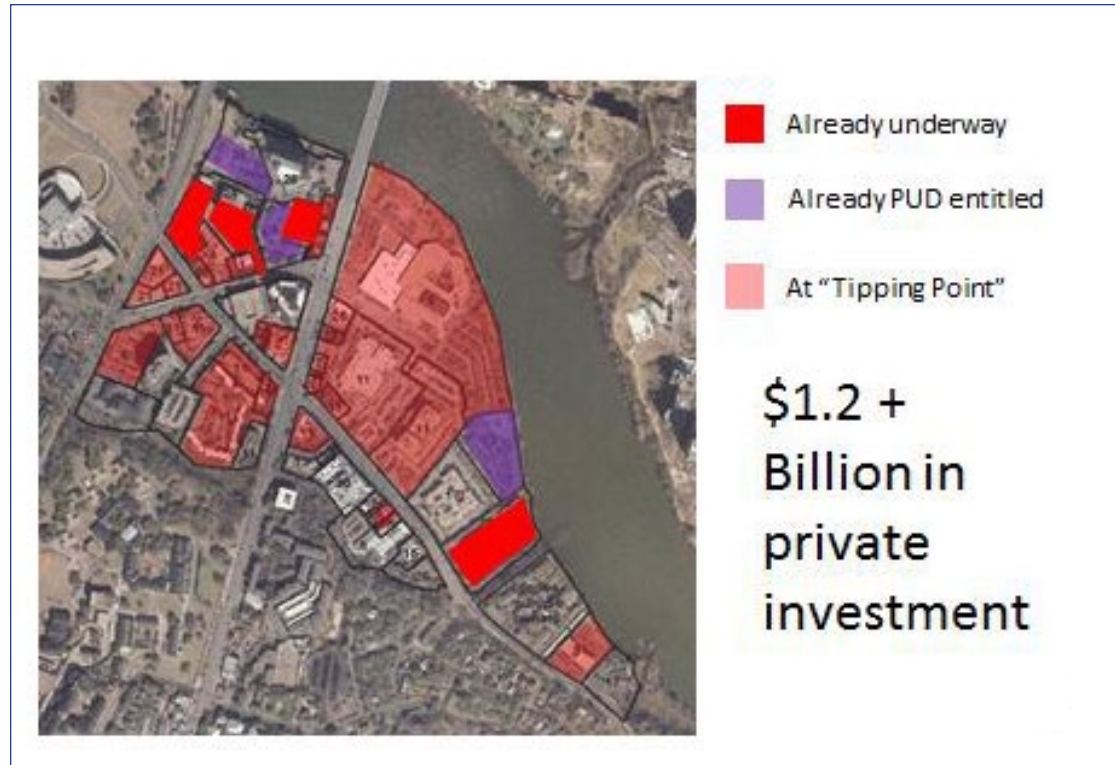 Already underway
Already PUD entitled
At “Tipping Point”
$1.2 +
Billion in
private
investment